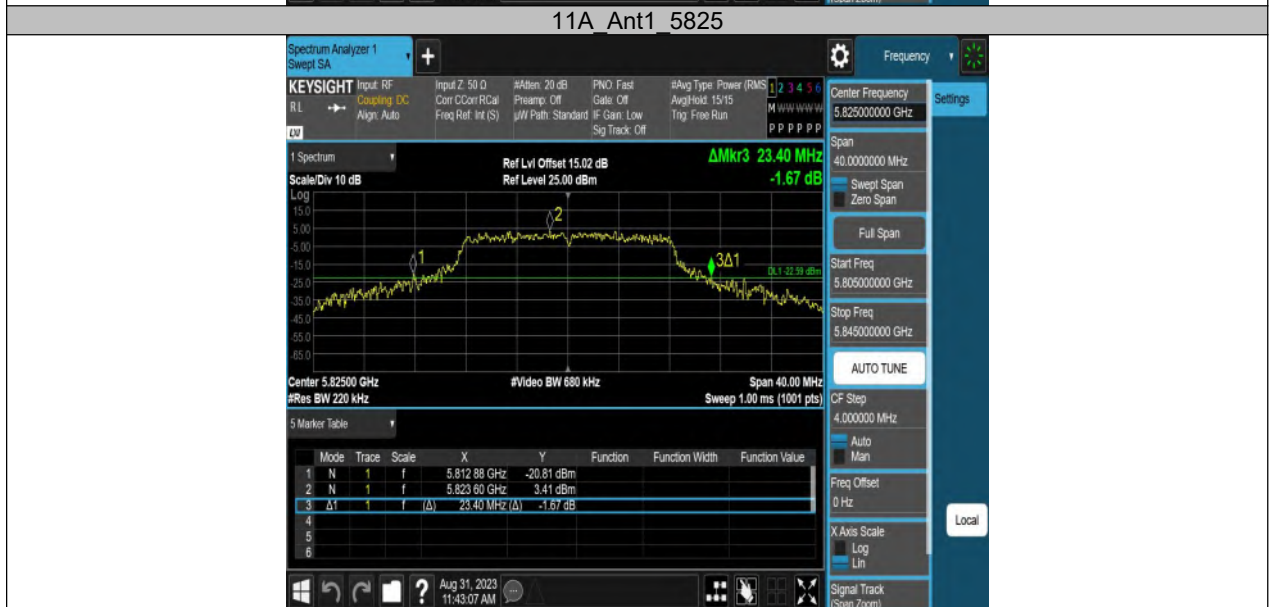 11A_Ant1_5825
Spectrum Analyzer 1
Swept SA
+
Frequency
KEYSIGHT
RL
LXI
Input: RF
Coupling: DC
Align: Auto
Input Z: 50 Ω
Corr CCorr RCal
Freq Ref: Int (S)
#Atten: 20 dB
Preamp: Off
µW Path: Standard
PNO: Fast
Gate: Off
IF Gain: Low
Sig Track: Off
#Avg Type: Power (RMS
Avg|Hold: 15/15
Trig: Free Run
1 2 3 4 5 6
M W W W W W
P P P P P P
1 Spectrum
Scale/Div 10 dB
Ref Lvl Offset 15.02 dB
Ref Level 25.00 dBm
ΔMkr3 23.40 MHz
-1.67 dB
Log
15.0
5.00
-5.00
-15.0
-25.0
-35.0
-45.0
-55.0
-65.0
1
2
3Δ1
DL1 -22.59 dBm
Center 5.82500 GHz
#Res BW 220 kHz
#Video BW 680 kHz
Span 40.00 MHz
Sweep 1.00 ms (1001 pts)
5 Marker Table
Mode Trace Scale X Y Function Function Width Function Value
1 N 1 f 5.812 88 GHz -20.81 dBm
2 N 1 f 5.823 60 GHz 3.41 dBm
3 Δ1 1 f (Δ) 23.40 MHz (Δ) -1.67 dB
4
5
6
Aug 31, 2023
11:43:07 AM
Center Frequency
5.825000000 GHz
Settings
Span
40.0000000 MHz
Swept Span
Zero Span
Full Span
Start Freq
5.805000000 GHz
Stop Freq
5.845000000 GHz
AUTO TUNE
CF Step
4.000000 MHz
Auto
Man
Freq Offset
0 Hz
X Axis Scale
Log
Lin
Local
Signal Track
(Span Zoom)